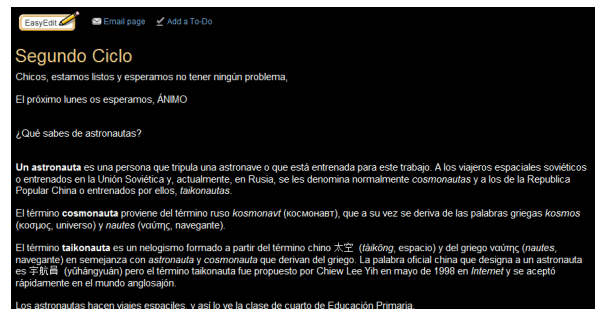 EasyEdit Email page Add a To-Do
Segundo Ciclo
Chicos, estamos listos y esperamos no tener ningún problema,
El próximo lunes os esperamos, ÁNIMO
¿Qué sabes de astronautas?
Un astronauta es una persona que tripula una astronave o que está entrenada para este trabajo. A los viajeros espaciales soviéticos
o entrenados en la Unión Soviética y, actualmente, en Rusia, se les denomina normalmente cosmonautas y a los de la Republica
Popular China o entrenados por ellos, taikonautas.
El término cosmonauta proviene del término ruso kosmonavt (космонавт), que a su vez se deriva de las palabras griegas kosmos
(κοσμος, universo) y nautes (ναύτης, navegante).
El término taikonauta es un nelogismo formado a partir del término chino 太空 (tàikōng, espacio) y del griego ναύτης (nautes,
navegante) en semejanza con astronauta y cosmonauta que derivan del griego. La palabra oficial china que designa a un astronauta
es 宇航員 (yǔhángyuán) pero el término taikonauta fue propuesto por Chiew Lee Yih en mayo de 1998 en Internet y se aceptó
rápidamente en el mundo anglosajón.
Los astronautas hacen viajes espaciles, y así lo ve la clase de cuarto de Educación Primaria.